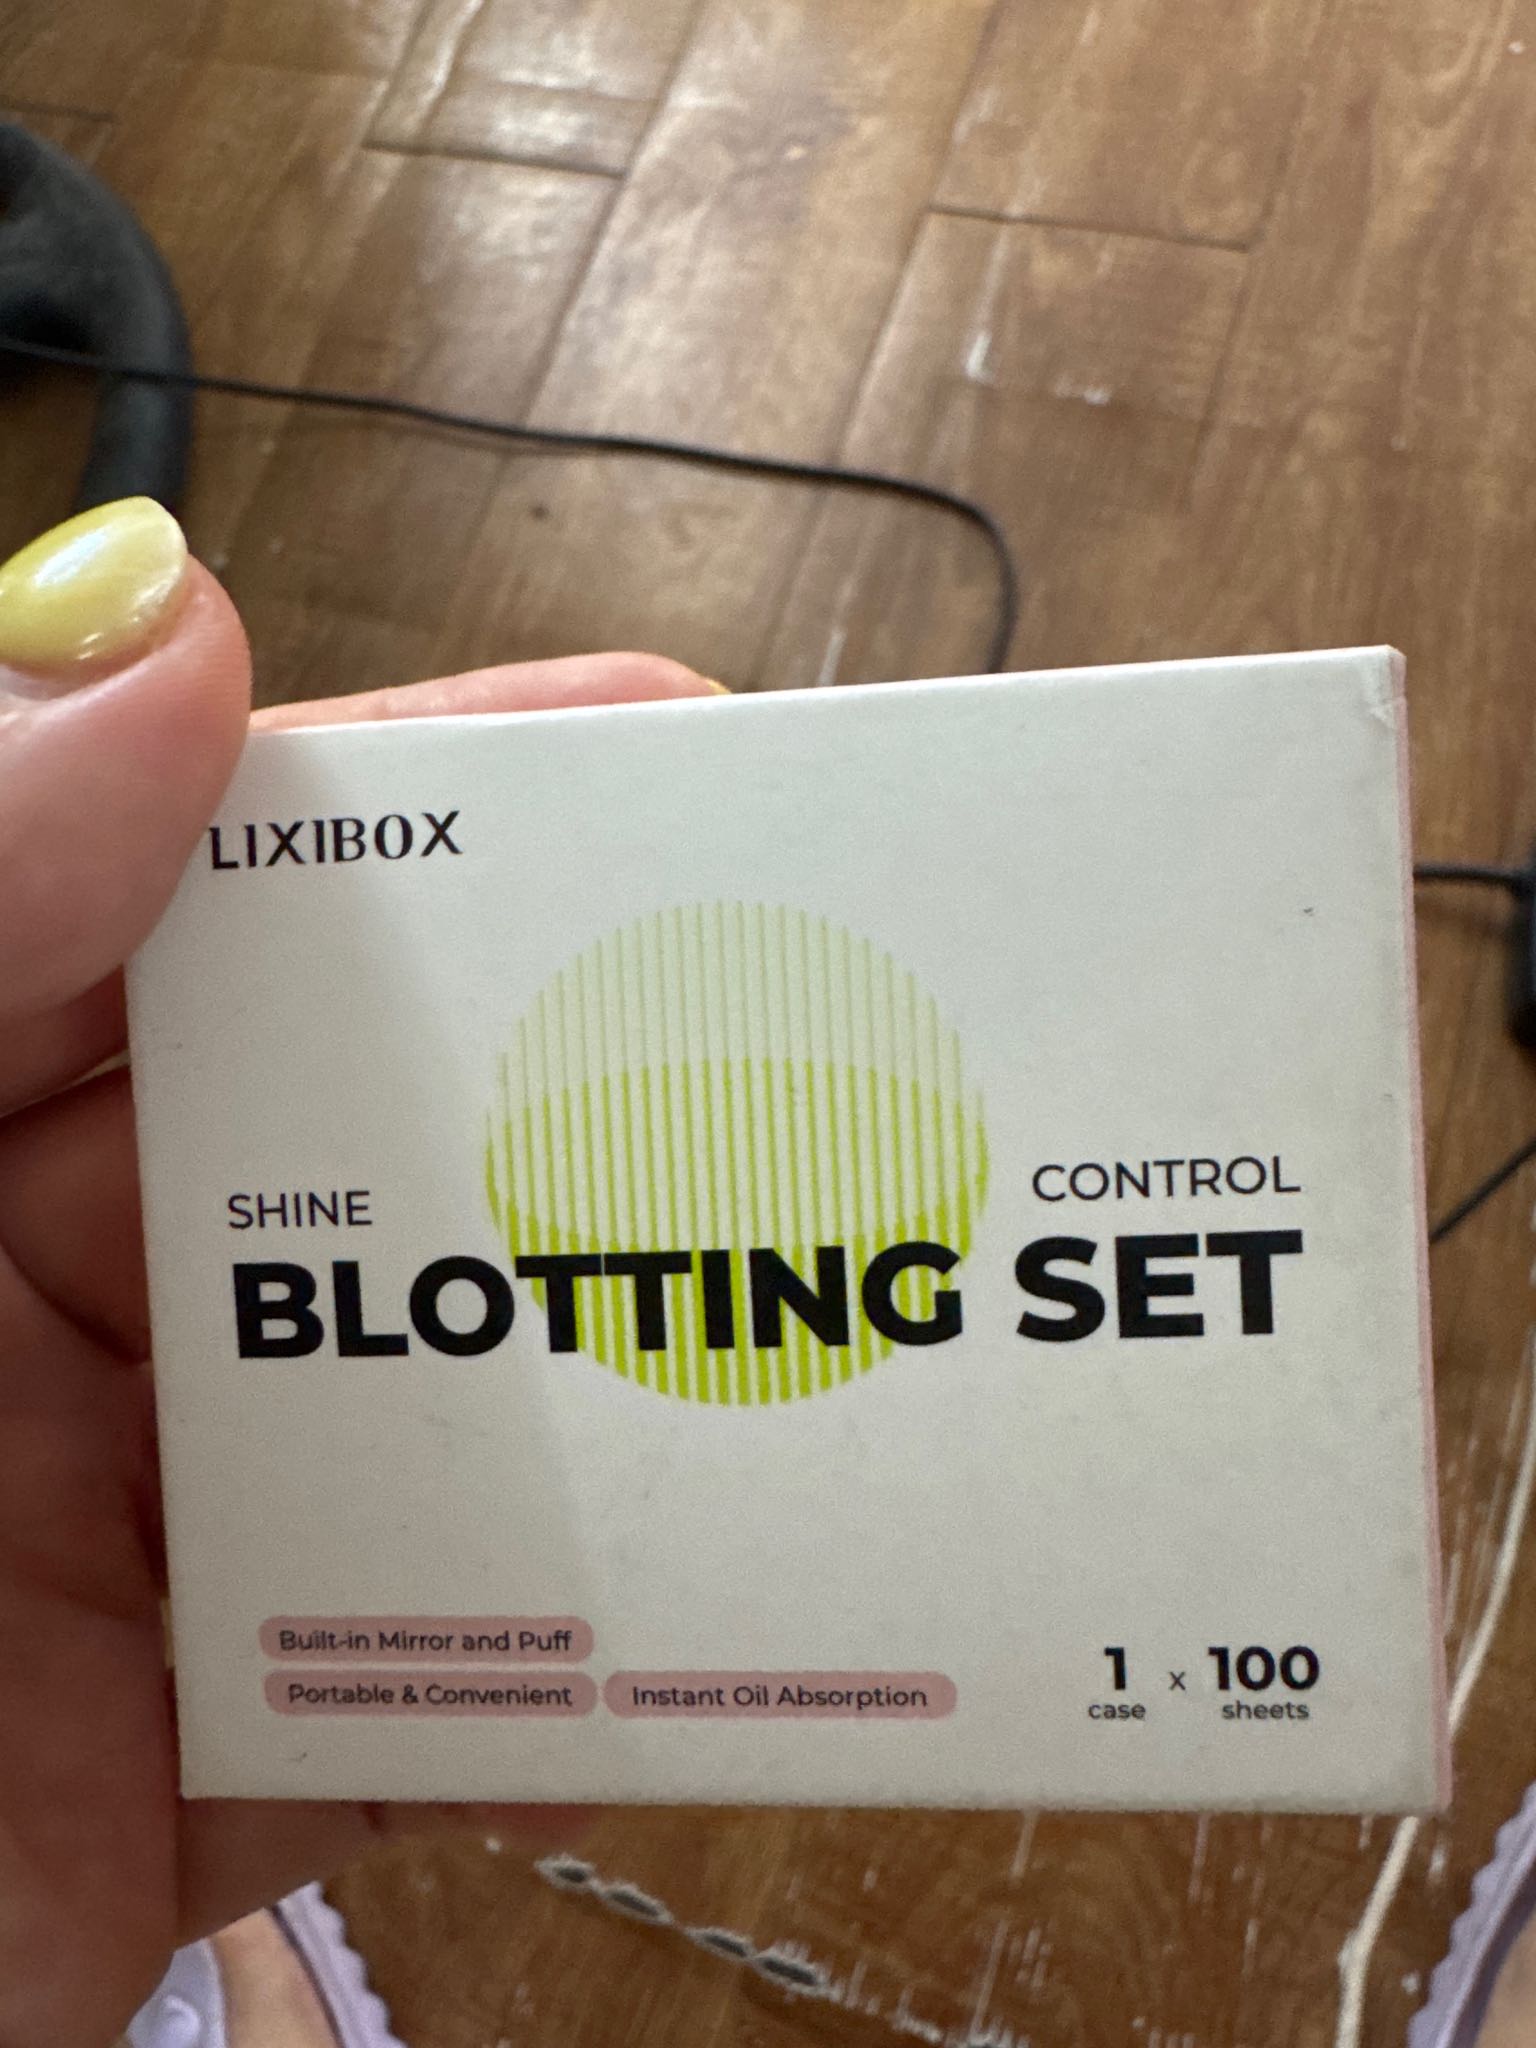 LIXIBOX
SHINE CONTROL
BLOTTING SET
Built-in Mirror and Puff
Portable & Convenient Instant Oil Absorption
1 x 100
case sheets